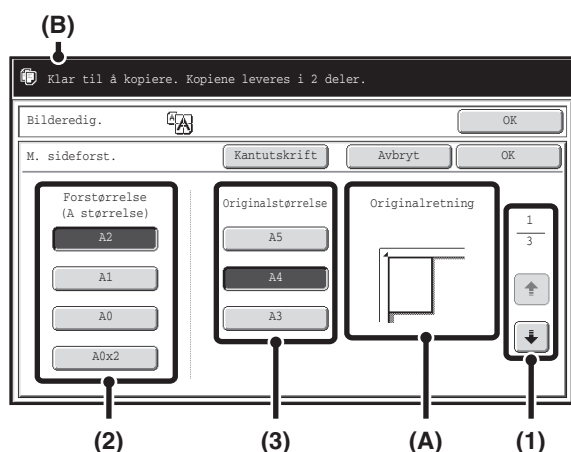 (B)
Klar til å kopiere. Kopiene leveres i 2 deler.
Bilderedig.
OK
M. sideforst.
Kantutskrift
Avbryt
OK
Forstørrelse
(A størrelse)
A2
A1
A0
A0x2
Originalstørrelse
A5
A4
A3
Originalretning
1
3
(2)
(3)
(A)
(1)